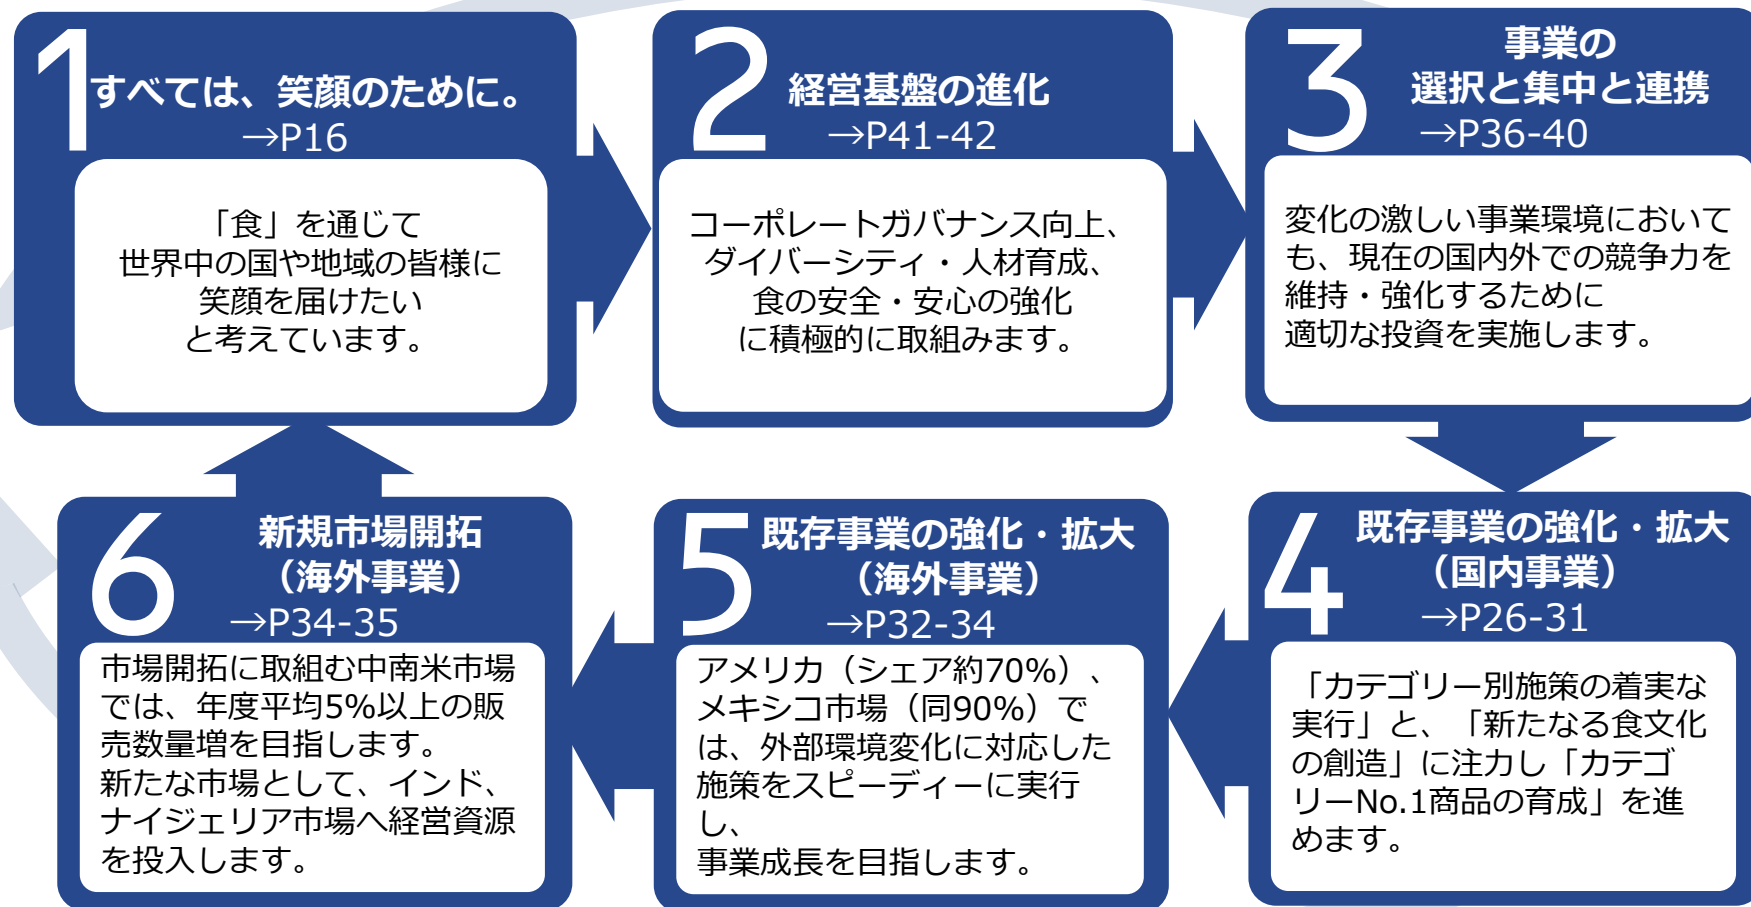 1
すべては、笑顔のために。
→P16
「食」を通じて
世界中の国や地域の皆様に
笑顔を届けたい
と考えています。
2
経営基盤の進化
→P41-42
コーポレートガバナンス向上、
ダイバーシティ・人材育成、
食の安全・安心の強化
に積極的に取組みます。
3
事業の
選択と集中と連携
→P36-40
変化の激しい事業環境において
も、現在の国内外での競争力を
維持・強化するために
適切な投資を実施します。
4
既存事業の強化・拡大
（国内事業）
→P26-31
「カテゴリー別施策の着実な
実行」と、「新たなる食文化
の創造」に注力し「カテゴ
リーNo.1商品の育成」を進
めます。
5
既存事業の強化・拡大
（海外事業）
→P32-34
アメリカ（シェア約70%）、
メキシコ市場（同90%）で
は、外部環境変化に対応した
施策をスピーディーに実行
し、
事業成長を目指します。
6
新規市場開拓
（海外事業）
→P34-35
市場開拓に取組む中南米市場
では、年度平均5%以上の販
売数量増を目指します。
新たな市場として、インド、
ナイジェリア市場へ経営資源
を投入します。